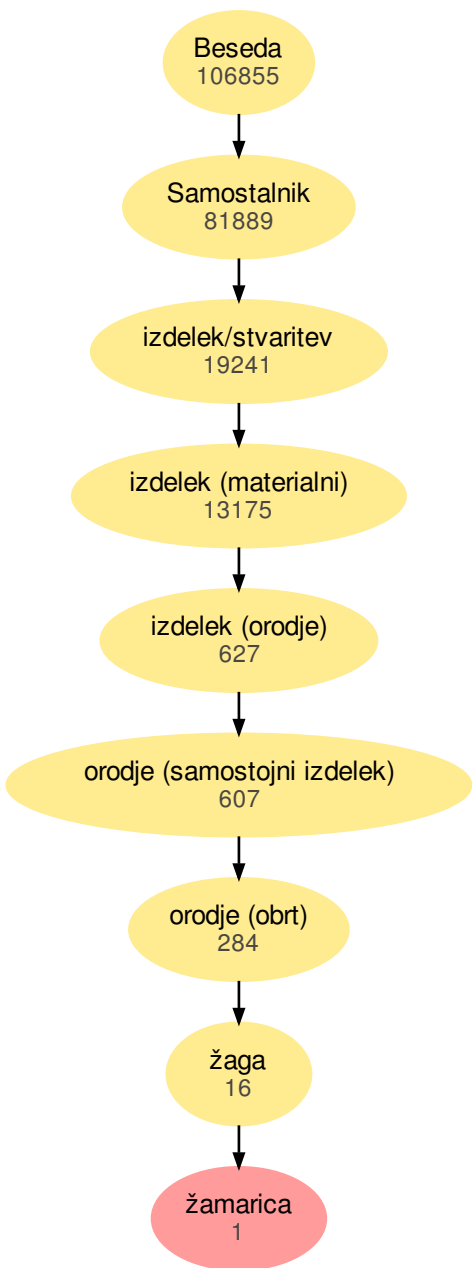 Beseda
106855
Samostalnik
81889
izdelek/stvaritev
19241
izdelek (materialni)
13175
izdelek (orodje)
627
orodje (samostojni izdelek)
607
orodje (obrt)
284
žaga
16
žamarica
1